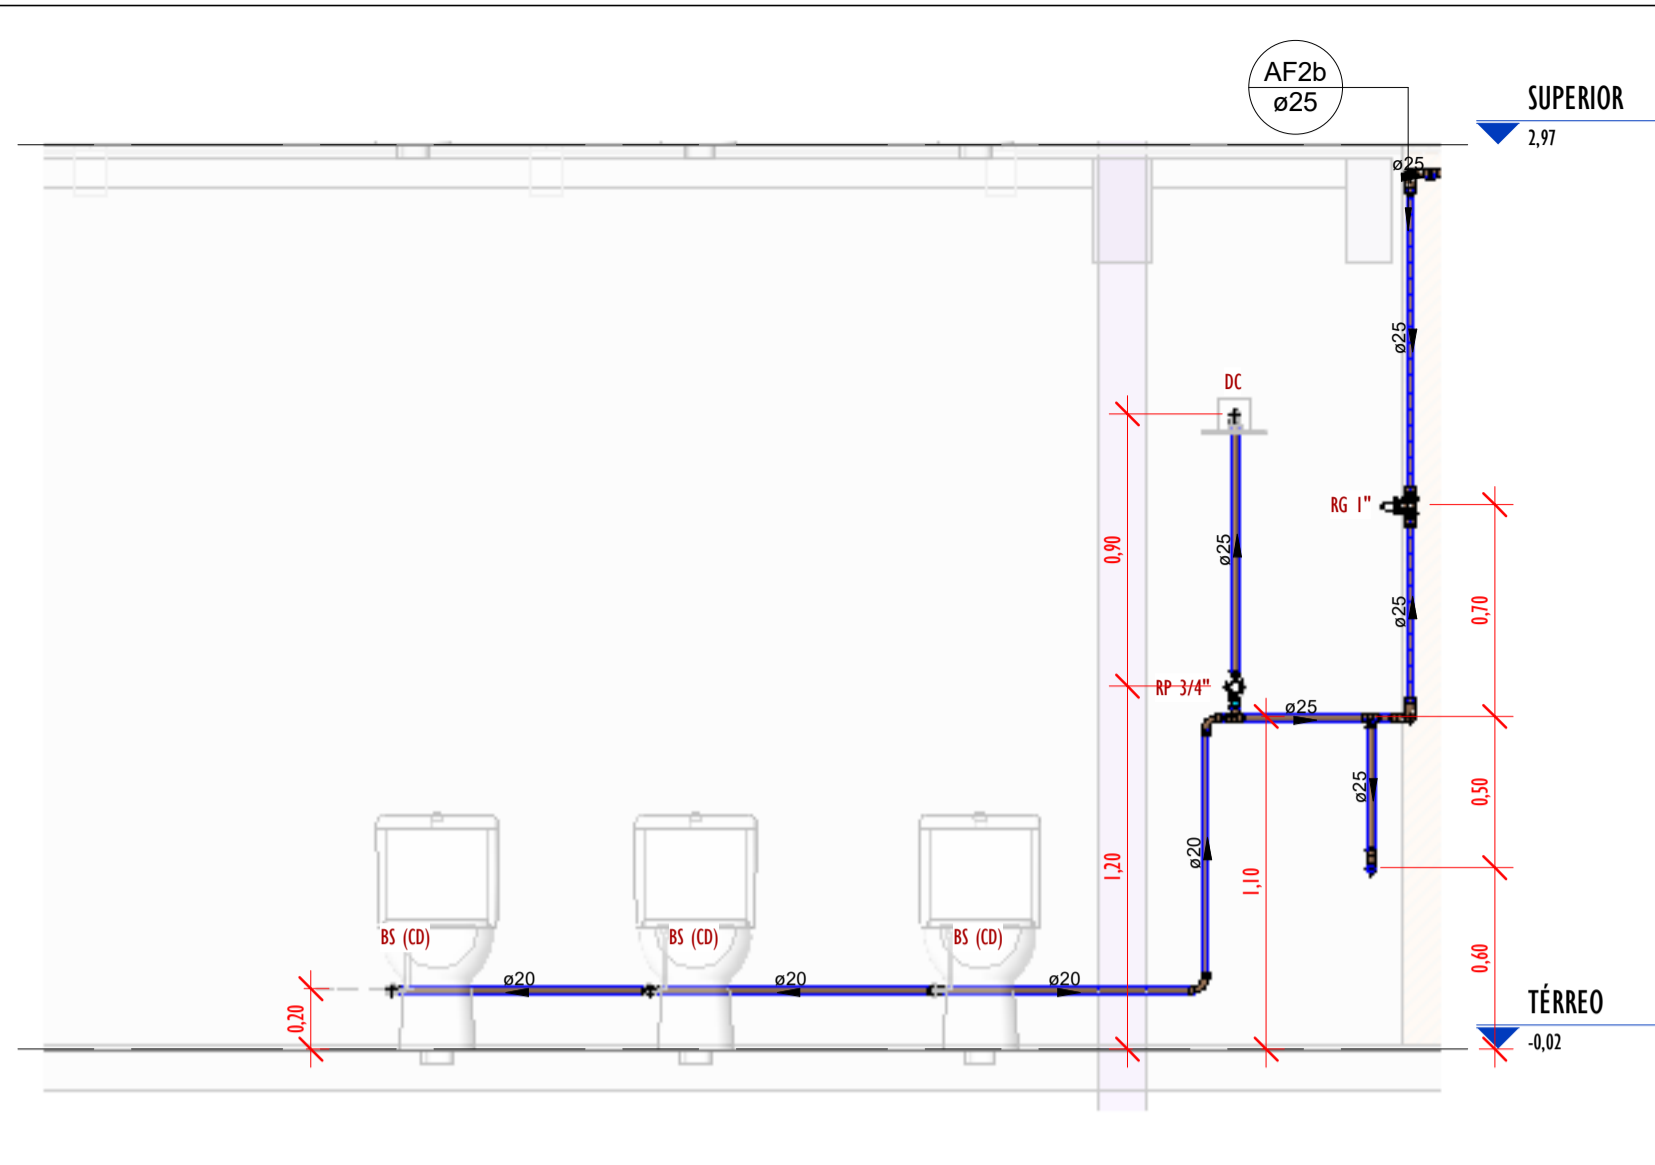 AF2b
ø25
SUPERIOR
2,97
ø25
ø25
DC
RG 1"
0,90
ø25
ø25
0,70
RP 3/4"
ø25
ø25
0,50
ø20
1,20
1,10
BS (CD)
BS (CD)
BS (CD)
0,60
ø20
ø20
ø20
0,20
TÉRREO
-0,02